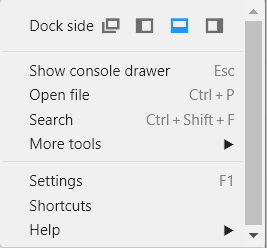 Dock side
Show console drawer Esc
Open file Ctrl + P
Search Ctrl + Shift + F
More tools
Settings F1
Shortcuts
Help